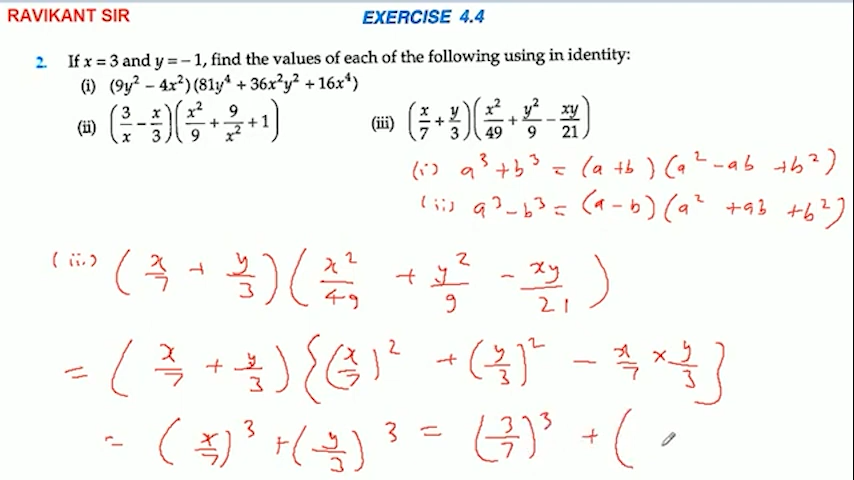 RAVIKANT SIR
EXERCISE 4.4
2. If x = 3 and y = – 1, find the values of each of the following using in identity:
(i) (9y² – 4x²)(81y⁴ + 36x²y² + 16x⁴)
(ii) (3/x – x/3)(x²/9 + 9/x² + 1) (iii) (x/7 + y/3)(x²/49 + y²/9 – xy/21)
(i) a³ + b³ = (a + b)(a² – ab + b²)
(ii) a³ – b³ = (a – b)(a² + ab + b²)
(iii) (x/7 + y/3)(x²/49 + y²/9 – xy/21)
= (x/7 + y/3){(x/7)² + (y/3)² – x/7 × y/3}
= (x/7)³ + (y/3)³ = (3/7)³ + (